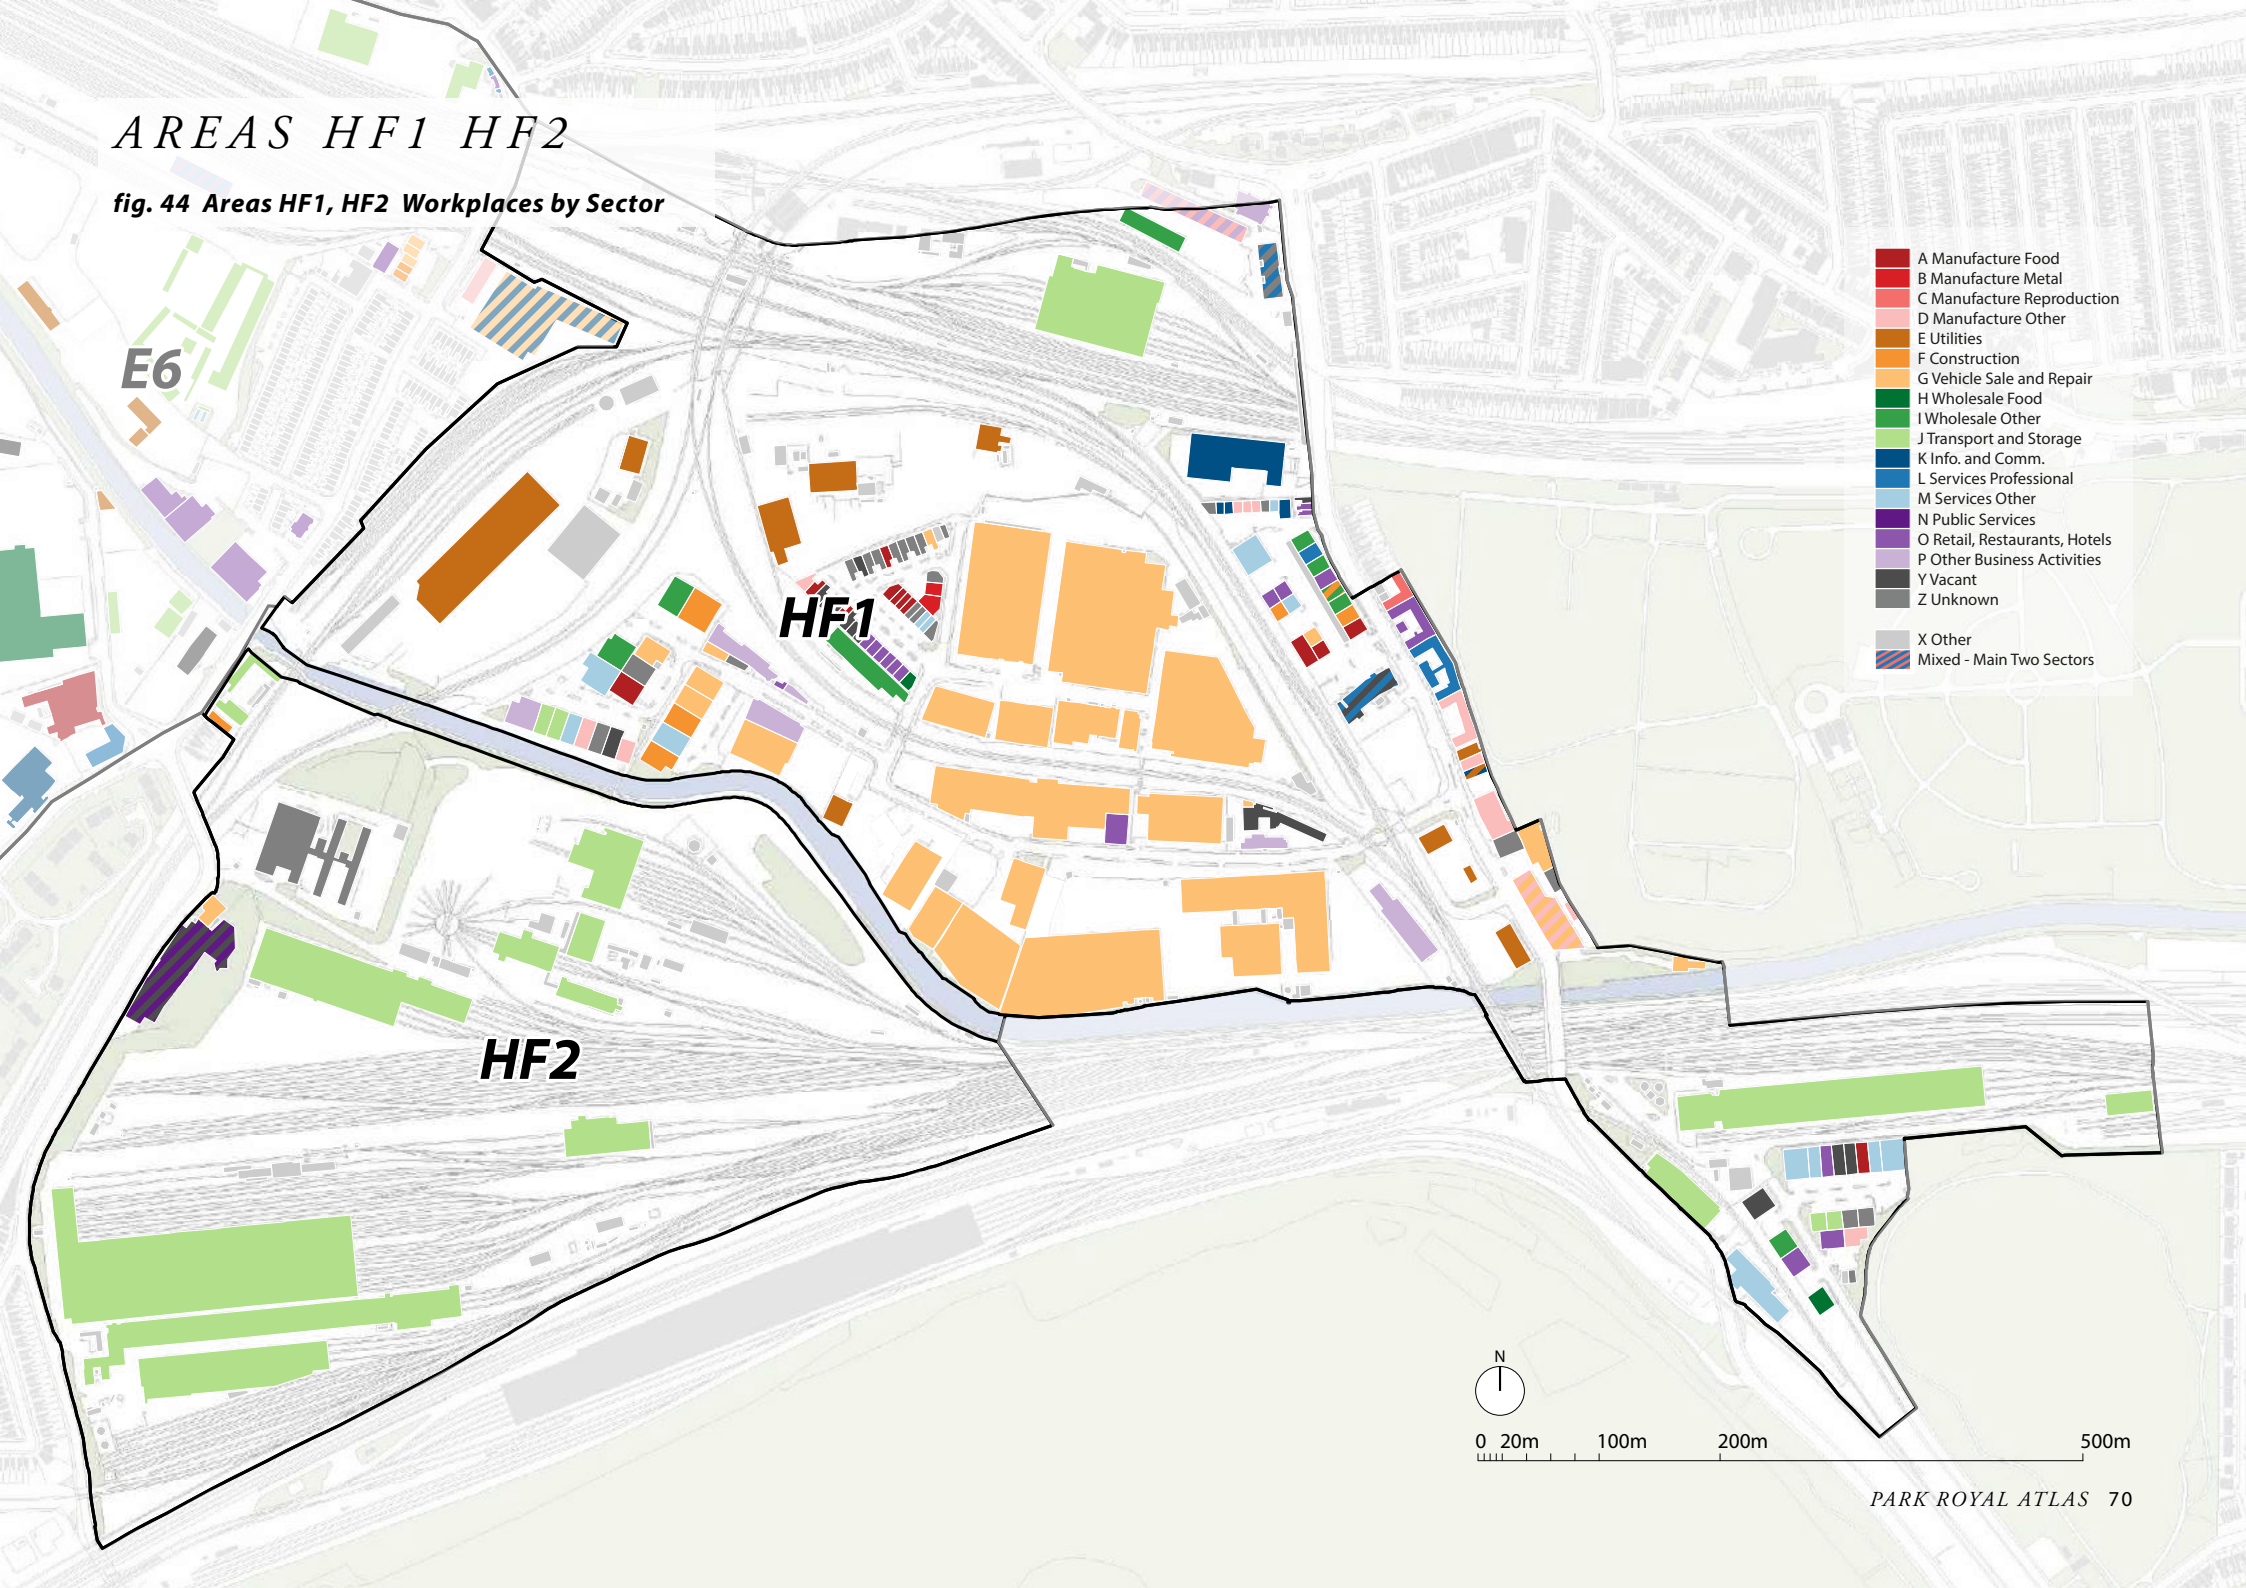 AREAS HF1 HF2
fig. 44 Areas HF1, HF2 Workplaces by Sector
E6
HF1
HF2
A Manufacture Food
B Manufacture Metal
C Manufacture Reproduction
D Manufacture Other
E Utilities
F Construction
G Vehicle Sale and Repair
H Wholesale Food
I Wholesale Other
J Transport and Storage
K Info. and Comm.
L Services Professional
M Services Other
N Public Services
O Retail, Restaurants, Hotels
P Other Business Activities
Y Vacant
Z Unknown
X Other
Mixed - Main Two Sectors
N
0 20m 100m 200m 500m
PARK ROYAL ATLAS 70